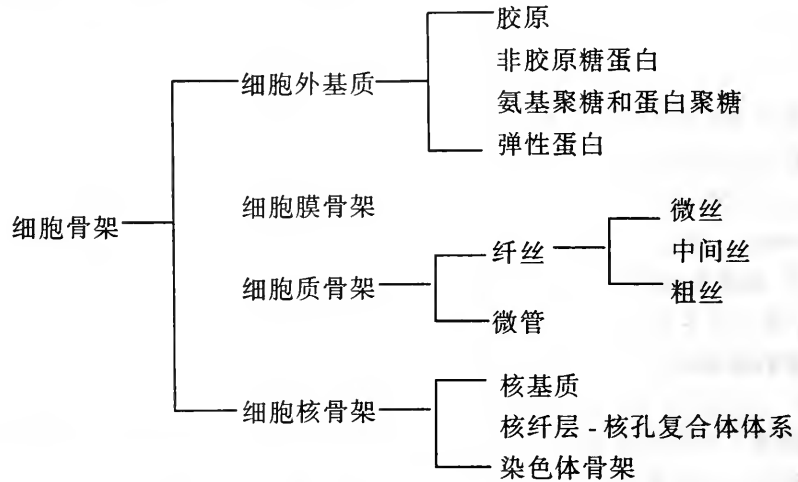 胶原
细胞外基质
非胶原糖蛋白
氨基聚糖和蛋白聚糖
弹性蛋白
细胞骨架
细胞膜骨架
细胞质骨架
纤丝
微丝
中间丝
粗丝
微管
细胞核骨架
核基质
核纤层-核孔复合体体系
染色体骨架